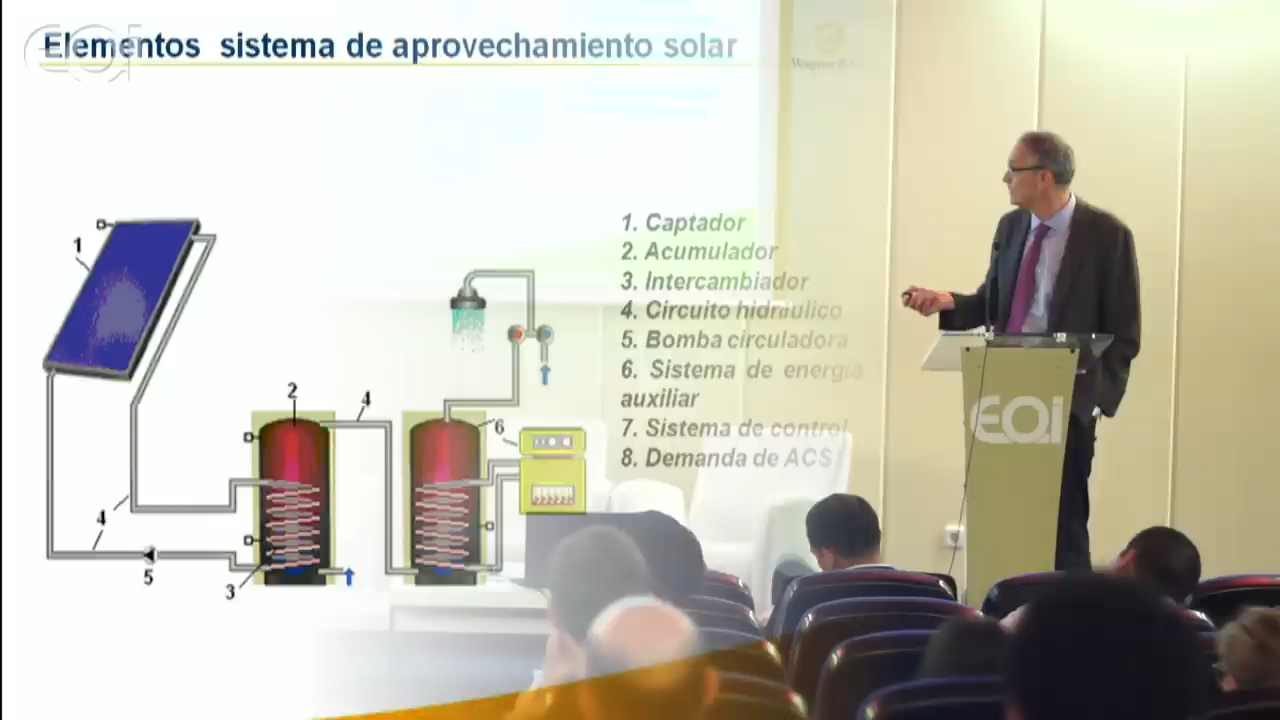 EOi
Elementos sistema de aprovechamiento solar
1
2
4
6
4
5
3
1. Captador
2. Acumulador
3. Intercambiador
4. Circuito hidráulico
5. Bomba circuladora
6. Sistema de energía
auxiliar
7. Sistema de control
8. Demanda de ACS
EOi